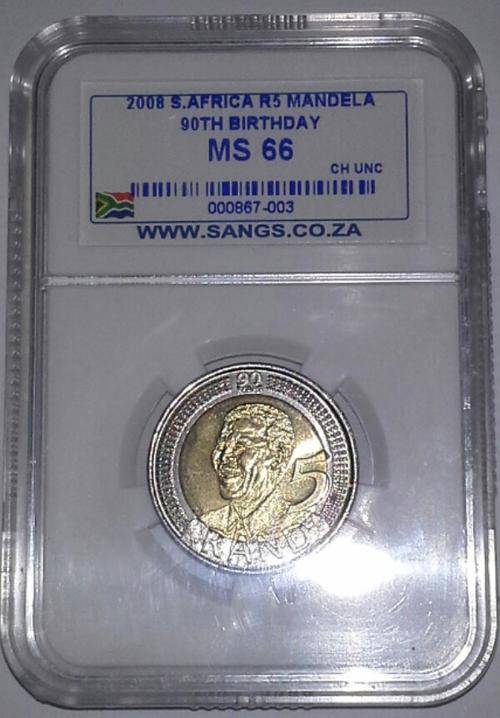 2008 S.AFRICA R5 MANDELA
90TH BIRTHDAY
MS 66
CH UNC
000867-003
WWW.SANGS.CO.ZA
90
5
RAND